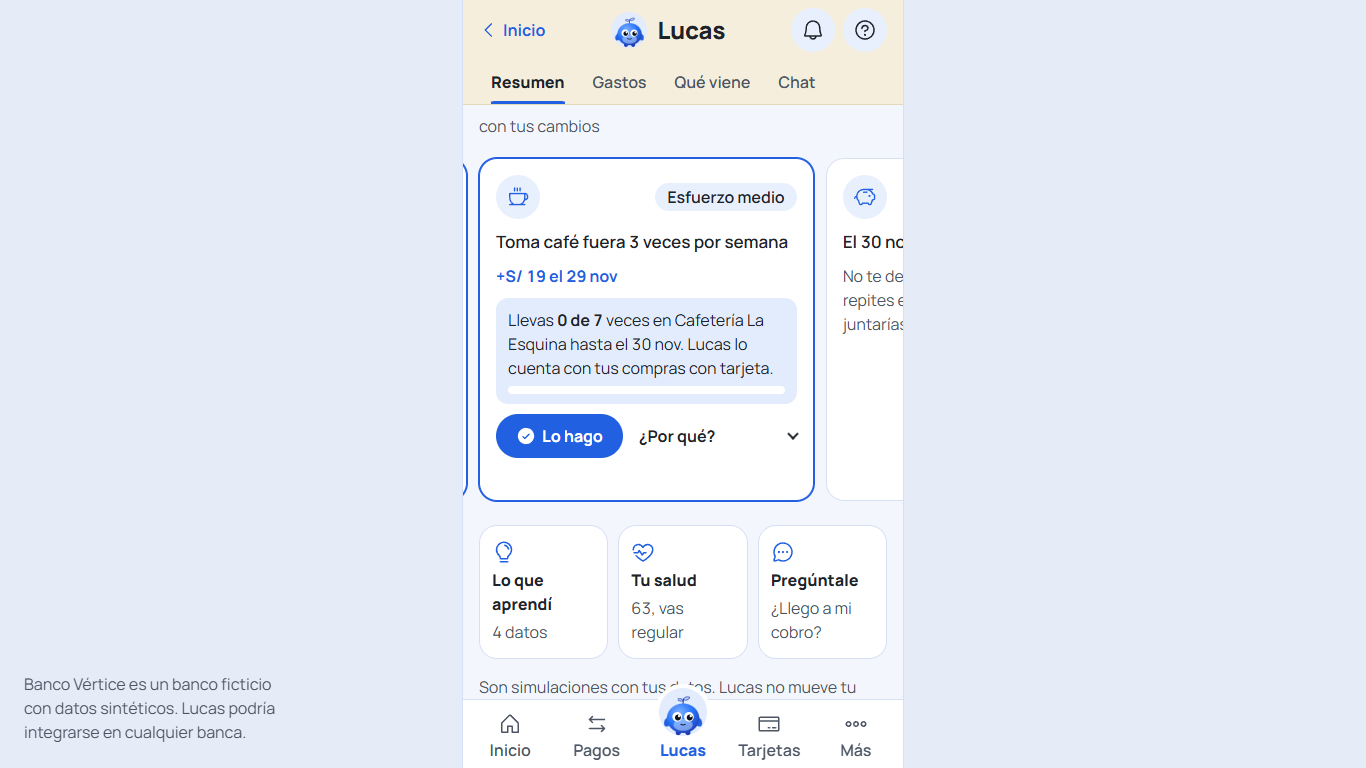 Inicio
Lucas
Resumen
Gastos
Qué viene
Chat
con tus cambios
Esfuerzo medio
Toma café fuera 3 veces por semana
+S/ 19 el 29 nov
Llevas 0 de 7 veces en Cafetería La
Esquina hasta el 30 nov. Lucas lo
cuenta con tus compras con tarjeta.
Lo hago
¿Por qué?
El 30 no
No te de
repites e
juntarías
Lo que
aprendí
4 datos
Tu salud
63, vas
regular
Pregúntale
¿Llego a mi
cobro?
Son simulaciones con tus datos. Lucas no mueve tu
Inicio
Pagos
Lucas
Tarjetas
Más
Banco Vértice es un banco ficticio
con datos sintéticos. Lucas podría
integrarse en cualquier banca.